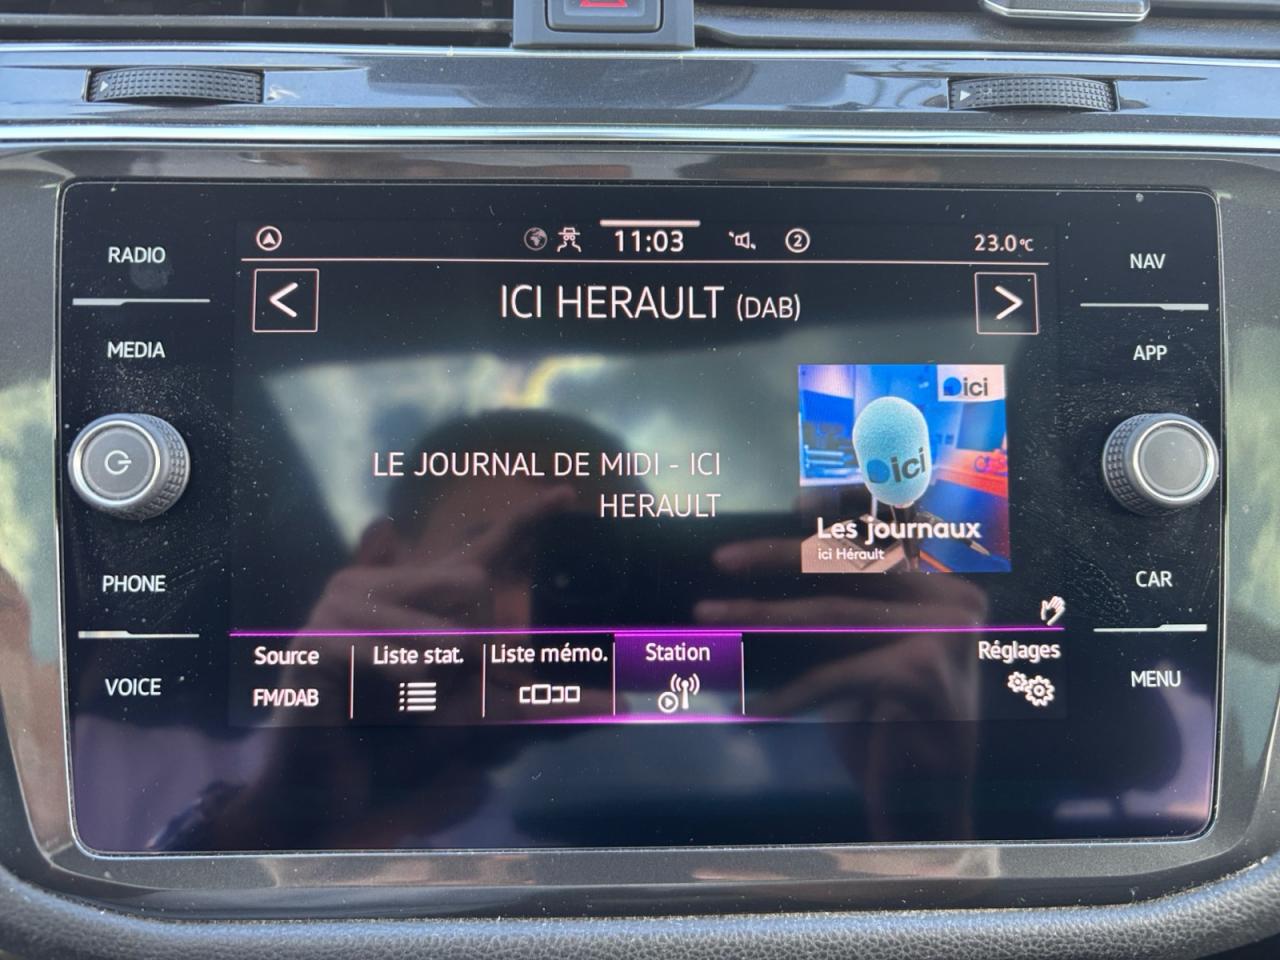 RADIO
MEDIA
PHONE
VOICE
11:03
2
23.0°C
<
ICI HERAULT (DAB)
>
LE JOURNAL DE MIDI - ICI
HERAULT
ici
ici
Les journaux
ici Hérault
Source
FM/DAB
Liste stat.
Liste mémo.
Station
Réglages
NAV
APP
CAR
MENU